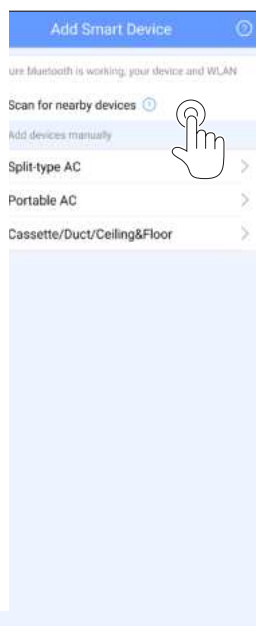 Add Smart Device
ure Bluetooth is working, your device and WLAN
Scan for nearby devices
Add devices manually
Split-type AC
Portable AC
Cassette/Duct/Ceiling&Floor